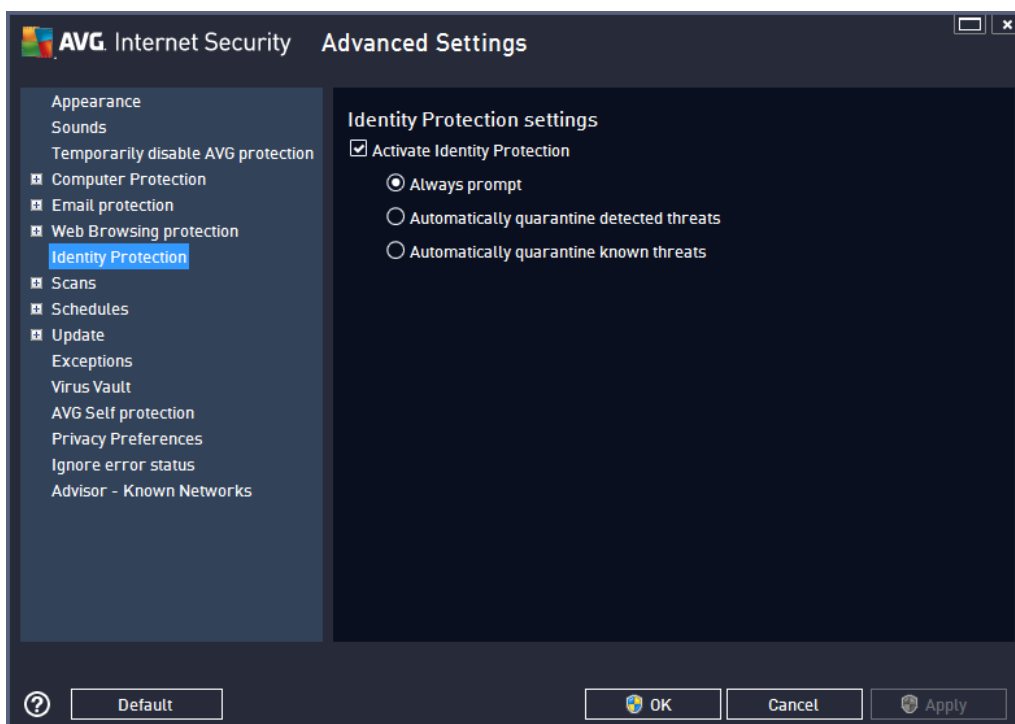 AVG. Internet Security Advanced Settings
Appearance
Sounds
Temporarily disable AVG protection
Computer Protection
Email protection
Web Browsing protection
Identity Protection
Scans
Schedules
Update
Exceptions
Virus Vault
AVG Self protection
Privacy Preferences
Ignore error status
Advisor - Known Networks
Identity Protection settings
Activate Identity Protection
Always prompt
Automatically quarantine detected threats
Automatically quarantine known threats
? Default OK Cancel Apply